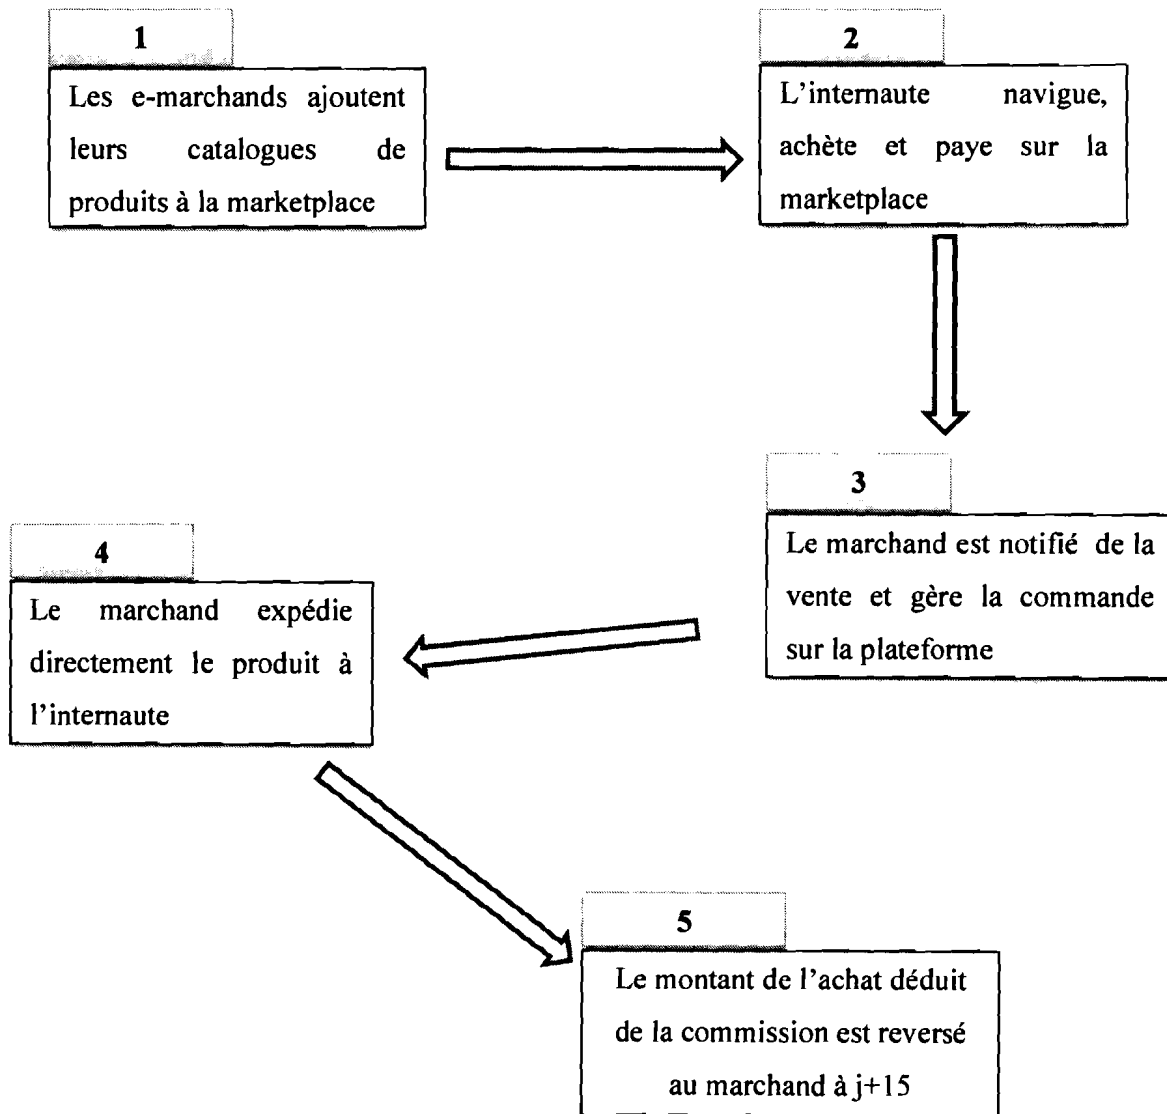 1
Les e-marchands ajoutent
leurs catalogues de
produits à la marketplace
2
L'internaute navigue,
achète et paye sur la
marketplace
3
Le marchand est notifié de la
vente et gère la commande
sur la plateforme
4
Le marchand expédie
directement le produit à
l'internaute
5
Le montant de l'achat déduit
de la commission est reversé
au marchand à j+15